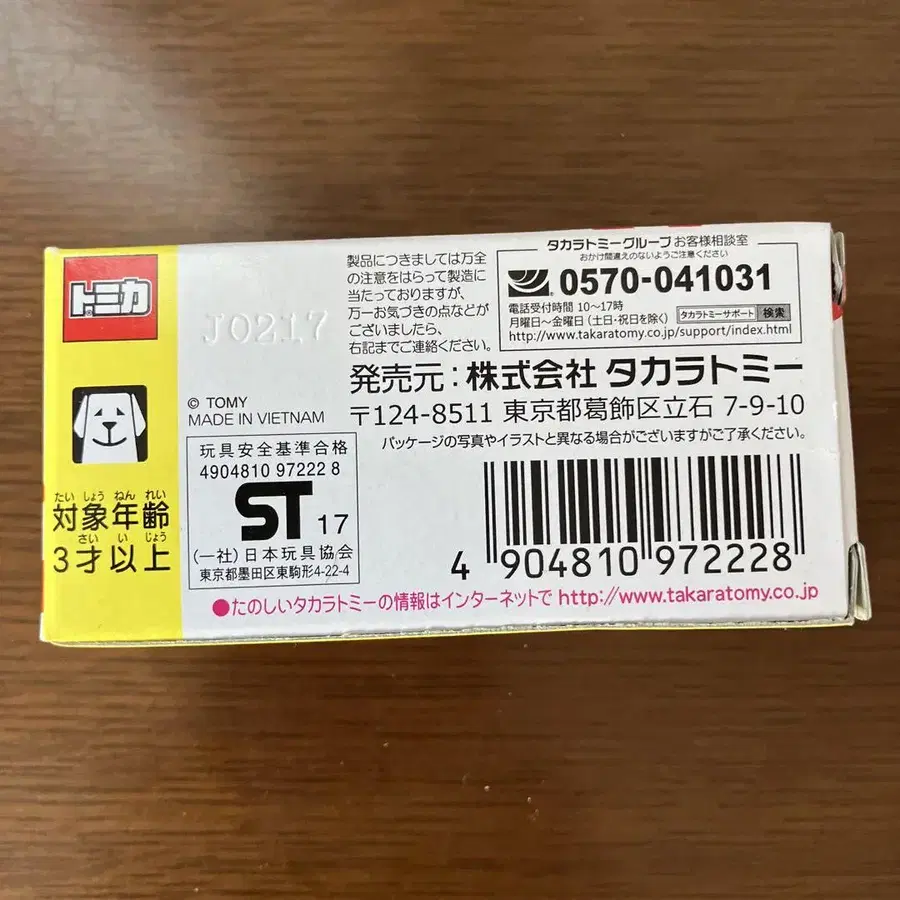 トミカ
J0217
© TOMY
MADE IN VIETNAM
たいしょうねんれい
対象年齢
さいいじょう
3才以上
玩具安全基準合格
4904810 97222 8
ST 17
(一社)日本玩具協会
東京都墨田区東駒形4-22-4
製品につきましては万全
の注意をはらって製造に
当たっておりますが、
万一お気づきの点などが
ございましたら、
右記までご連絡ください。
タカラトミーグループ お客様相談室
おかけ間違えのないようご注意ください
0570-041031
電話受付時間 10〜17時
月曜日〜金曜日(土日・祝日を除く)
タカラトミーサポート 検索
http://www.takaratomy.co.jp/support/index.html
発売元:株式会社 タカラトミー
〒124-8511 東京都葛飾区立石 7-9-10
パッケージの写真やイラストと異なる場合がございますがご了承ください。
4 904810 972228
●たのしいタカラトミーの情報はインターネットで http://www.takaratomy.co.jp